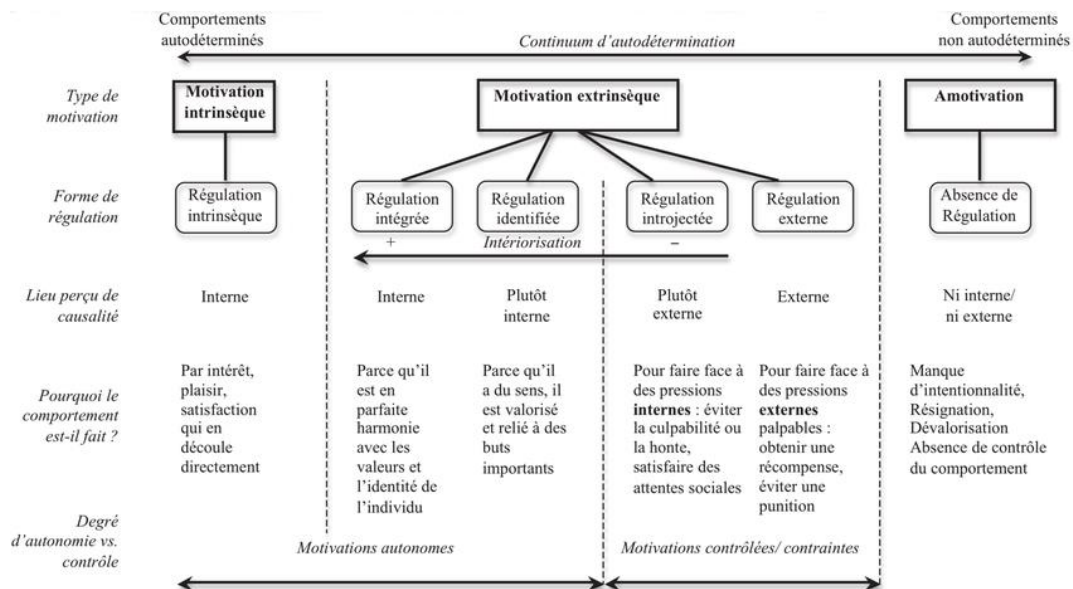 Comportements
autodéterminés
Continuum d'autodétermination
Comportements
non autodéterminés
Type de
motivation
Motivation
intrinsèque
Motivation extrinsèque
Amotivation
Forme de
régulation
Régulation
intrinsèque
Régulation
intégrée
Régulation
identifiée
Régulation
introjectée
Régulation
externe
Absence de
Régulation
+
Intériorisation
–
Lieu perçu de
causalité
Interne
Interne
Plutôt
interne
Plutôt
externe
Externe
Ni interne/
ni externe
Pourquoi le
comportement
est-il fait ?
Par intérêt,
plaisir,
satisfaction
qui en
découle
directement
Parce qu'il
est en
parfaite
harmonie
avec les
valeurs et
l'identité de
l'individu
Parce qu'il
a du sens, il
est valorisé
et relié à des
buts
importants
Pour faire face à
des pressions
internes : éviter
la culpabilité ou
la honte,
satisfaire des
attentes sociales
Pour faire face à
des pressions
externes
palpables :
obtenir une
récompense,
éviter une
punition
Manque
d'intentionnalité,
Résignation,
Dévalorisation
Absence de contrôle
du comportement
Degré
d'autonomie vs.
contrôle
Motivations autonomes
Motivations contrôlées/ contraintes